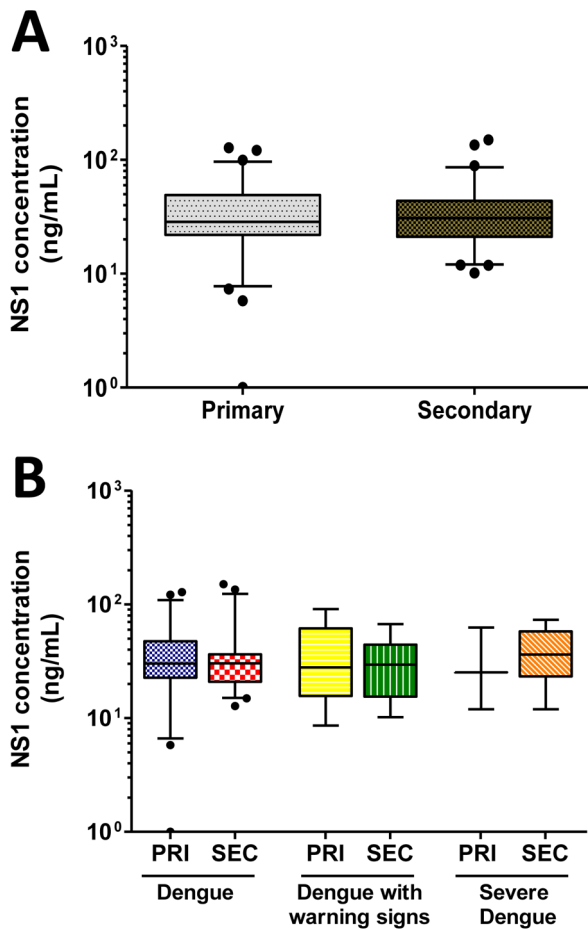 A
NS1 concentration
(ng/mL)
10³
10²
10¹
10⁰
Primary Secondary
B
NS1 concentration
(ng/mL)
10³
10²
10¹
10⁰
PRI SEC PRI SEC PRI SEC
Dengue
Dengue with
warning signs
Severe
Dengue